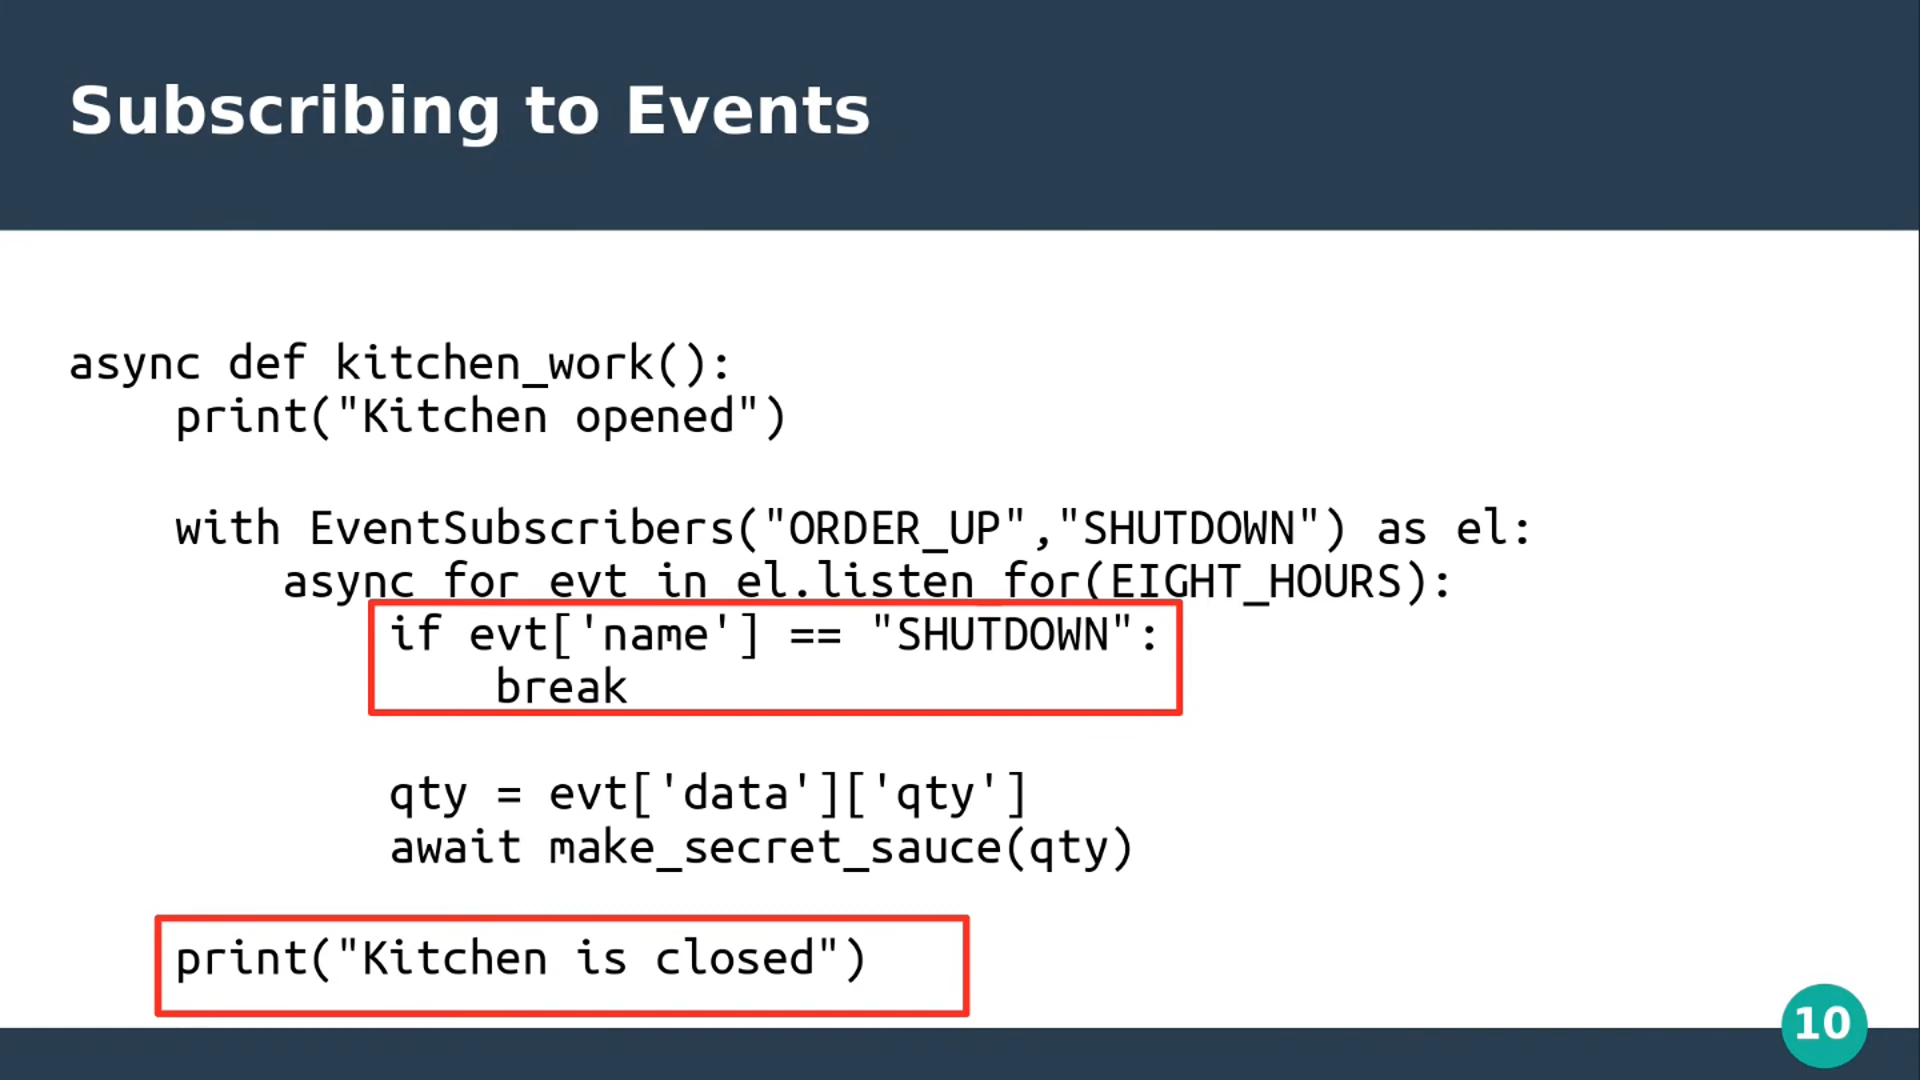 Subscribing to Events
async def kitchen_work():
    print("Kitchen opened")
    with EventSubscribers("ORDER_UP","SHUTDOWN") as el:
        async for evt in el.listen_for(EIGHT_HOURS):
            if evt['name'] == "SHUTDOWN":
                break
            qty = evt['data']['qty']
            await make_secret_sauce(qty)
    print("Kitchen is closed")
10